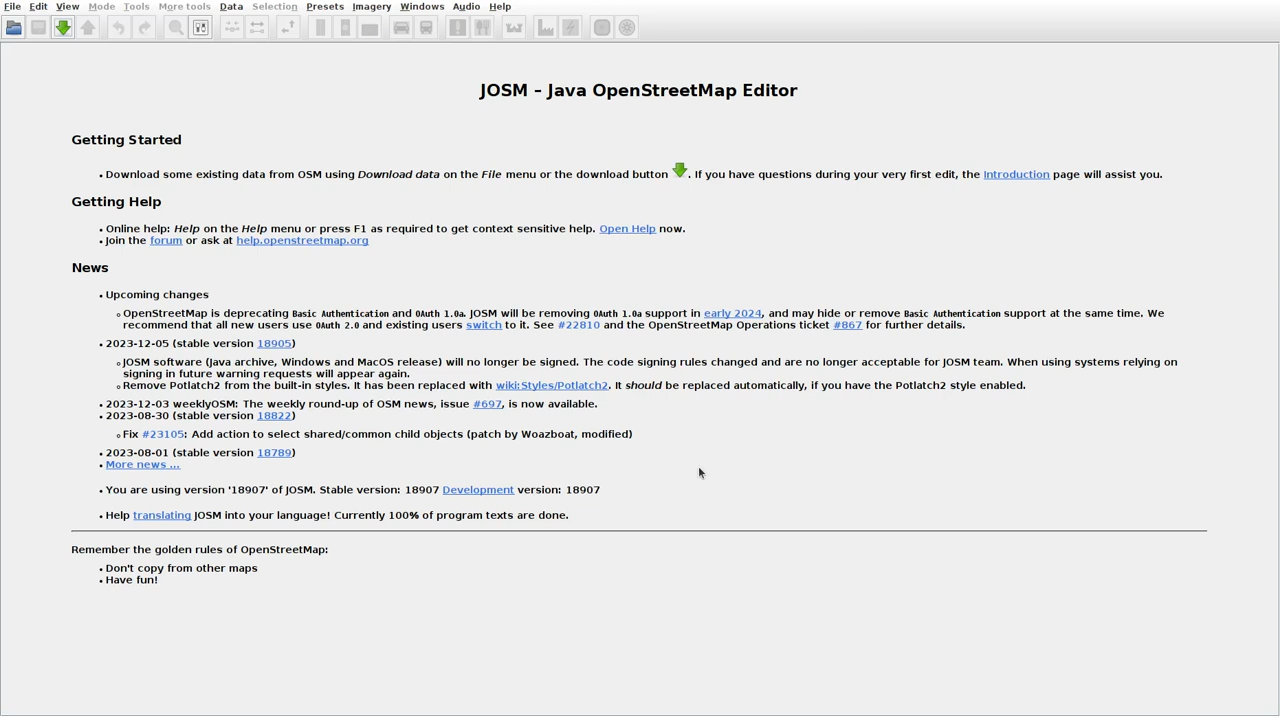 File Edit View Mode Tools More tools Data Selection Presets Imagery Windows Audio Help
JOSM – Java OpenStreetMap Editor
Getting Started
Download some existing data from OSM using Download data on the File menu or the download button . If you have questions during your very first edit, the Introduction page will assist you.
Getting Help
Online help: Help on the Help menu or press F1 as required to get context sensitive help. Open Help now.
Join the forum or ask at help.openstreetmap.org
News
Upcoming changes
OpenStreetMap is deprecating Basic Authentication and OAuth 1.0a. JOSM will be removing OAuth 1.0a support in early 2024, and may hide or remove Basic Authentication support at the same time. We
recommend that all new users use OAuth 2.0 and existing users switch to it. See #22810 and the OpenStreetMap Operations ticket #867 for further details.
2023-12-05 (stable version 18905)
JOSM software (Java archive, Windows and MacOS release) will no longer be signed. The code signing rules changed and are no longer acceptable for JOSM team. When using systems relying on
signing in future warning requests will appear again.
Remove Potlatch2 from the built-in styles. It has been replaced with wiki:Styles/Potlatch2. It should be replaced automatically, if you have the Potlatch2 style enabled.
2023-12-03 weeklyOSM: The weekly round-up of OSM news, issue #697, is now available.
2023-08-30 (stable version 18822)
Fix #23105: Add action to select shared/common child objects (patch by Woazboat, modified)
2023-08-01 (stable version 18789)
More news ...
You are using version '18907' of JOSM. Stable version: 18907 Development version: 18907
Help translating JOSM into your language! Currently 100% of program texts are done.
Remember the golden rules of OpenStreetMap:
Don't copy from other maps
Have fun!